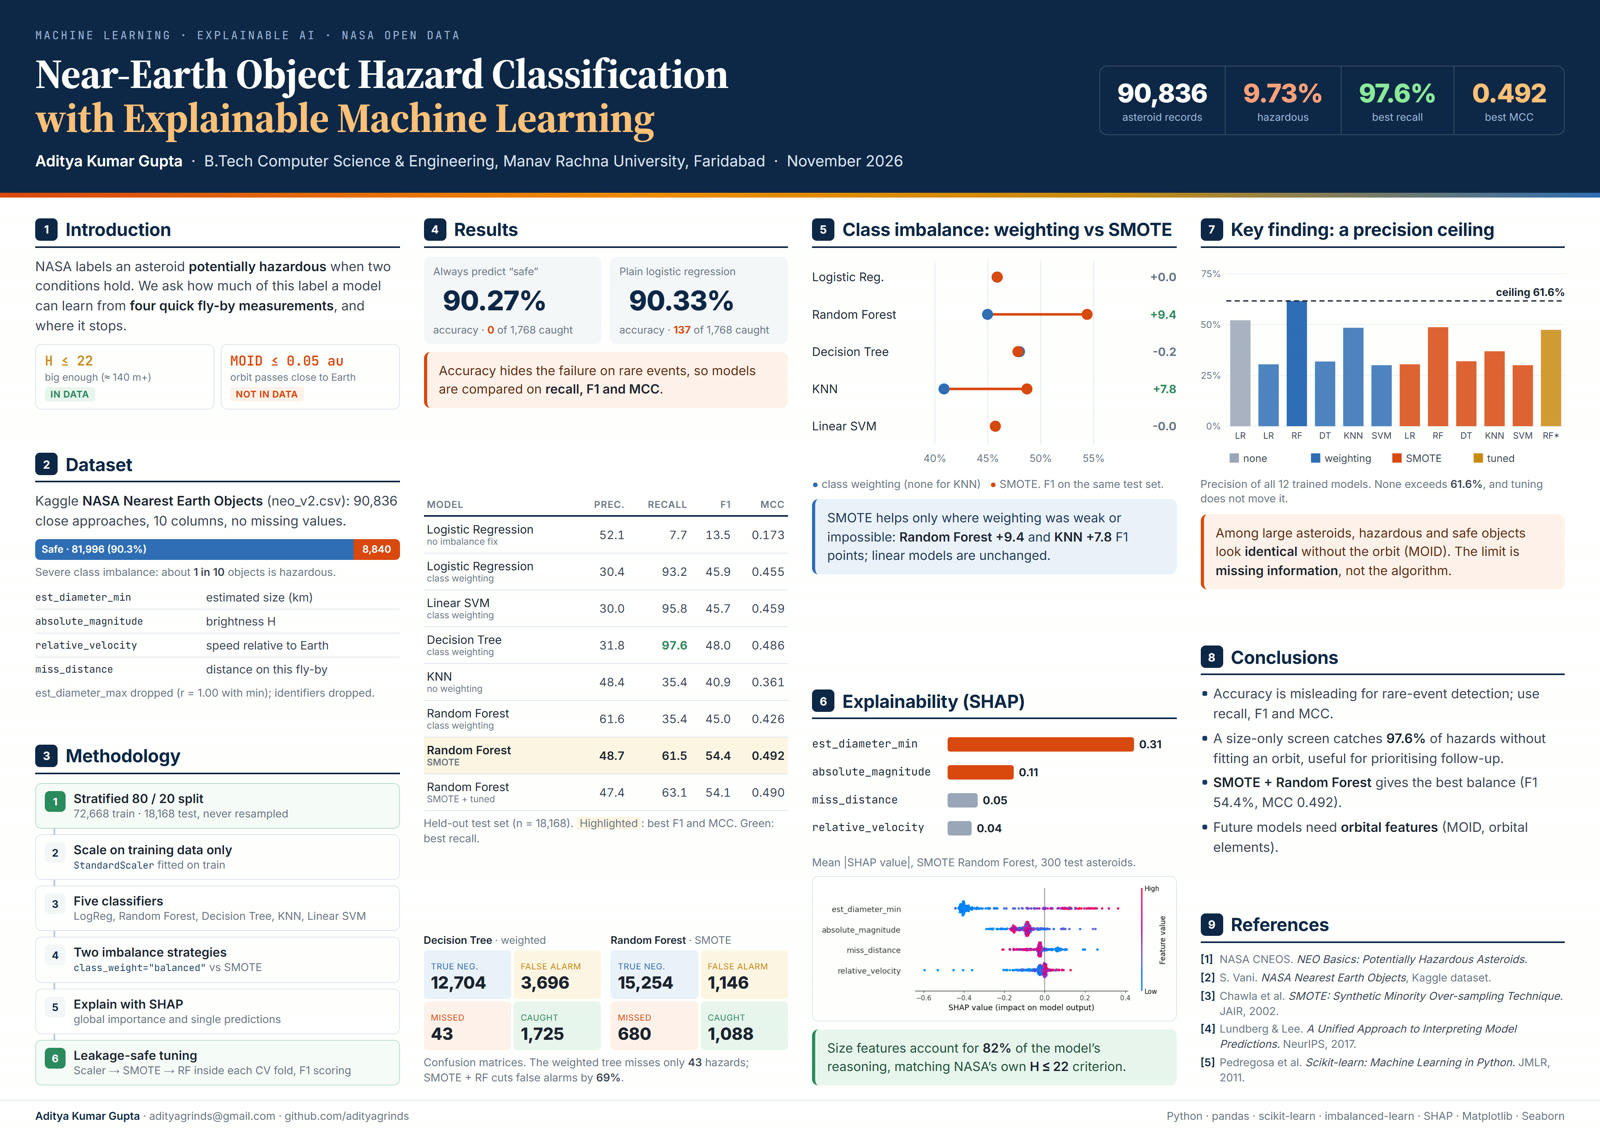 MACHINE LEARNING · EXPLAINABLE AI · NASA OPEN DATA
Near-Earth Object Hazard Classification
with Explainable Machine Learning
Aditya Kumar Gupta · B.Tech Computer Science & Engineering, Manav Rachna University, Faridabad · November 2026
90,836
asteroid records
9.73%
hazardous
97.6%
best recall
0.492
best MCC
1 Introduction
NASA labels an asteroid potentially hazardous when two
conditions hold. We ask how much of this label a model
can learn from four quick fly-by measurements, and
where it stops.
H ≤ 22
big enough (≈ 140 m+)
IN DATA
MOID ≤ 0.05 au
orbit passes close to Earth
NOT IN DATA
2 Dataset
Kaggle NASA Nearest Earth Objects (neo_v2.csv): 90,836
close approaches, 10 columns, no missing values.
Safe · 81,996 (90.3%) 8,840
Severe class imbalance: about 1 in 10 objects is hazardous.
est_diameter_min estimated size (km)
absolute_magnitude brightness H
relative_velocity speed relative to Earth
miss_distance distance on this fly-by
est_diameter_max dropped (r = 1.00 with min); identifiers dropped.
3 Methodology
1 Stratified 80 / 20 split
72,668 train · 18,168 test, never resampled
2 Scale on training data only
StandardScaler fitted on train
3 Five classifiers
LogReg, Random Forest, Decision Tree, KNN, Linear SVM
4 Two imbalance strategies
class_weight="balanced" vs SMOTE
5 Explain with SHAP
global importance and single predictions
6 Leakage-safe tuning
Scaler → SMOTE → RF inside each CV fold, F1 scoring
4 Results
Always predict “safe”
90.27%
accuracy · 0 of 1,768 caught
Plain logistic regression
90.33%
accuracy · 137 of 1,768 caught
Accuracy hides the failure on rare events, so models
are compared on recall, F1 and MCC.
MODEL PREC. RECALL F1 MCC
Logistic Regression 52.1 7.7 13.5 0.173
no imbalance fix
Logistic Regression 30.4 93.2 45.9 0.455
class weighting
Linear SVM 30.0 95.8 45.7 0.459
class weighting
Decision Tree 31.8 97.6 48.0 0.486
class weighting
KNN 48.4 35.4 40.9 0.361
no weighting
Random Forest 61.6 35.4 45.0 0.426
class weighting
Random Forest 48.7 61.5 54.4 0.492
SMOTE
Random Forest 47.4 63.1 54.1 0.490
SMOTE + tuned
Held-out test set (n = 18,168). Highlighted : best F1 and MCC. Green:
best recall.
Decision Tree · weighted
TRUE NEG.
12,704
FALSE ALARM
3,696
MISSED
43
CAUGHT
1,725
Random Forest · SMOTE
TRUE NEG.
15,254
FALSE ALARM
1,146
MISSED
680
CAUGHT
1,088
Confusion matrices. The weighted tree misses only 43 hazards;
SMOTE + RF cuts false alarms by 69%.
5 Class imbalance: weighting vs SMOTE
Logistic Reg. +0.0
Random Forest +9.4
Decision Tree -0.2
KNN +7.8
Linear SVM -0.0
40% 45% 50% 55%
● class weighting (none for KNN) ● SMOTE. F1 on the same test set.
SMOTE helps only where weighting was weak or
impossible: Random Forest +9.4 and KNN +7.8 F1
points; linear models are unchanged.
6 Explainability (SHAP)
est_diameter_min 0.31
absolute_magnitude 0.11
miss_distance 0.05
relative_velocity 0.04
Mean |SHAP value|, SMOTE Random Forest, 300 test asteroids.
est_diameter_min
absolute_magnitude
miss_distance
relative_velocity
−0.6 −0.4 −0.2 0.0 0.2 0.4
SHAP value (impact on model output)
High
Feature value
Low
Size features account for 82% of the model’s
reasoning, matching NASA’s own H ≤ 22 criterion.
7 Key finding: a precision ceiling
75%
50%
25%
0%
ceiling 61.6%
LR LR RF DT KNN SVM LR RF DT KNN SVM RF*
none weighting SMOTE tuned
Precision of all 12 trained models. None exceeds 61.6%, and tuning
does not move it.
Among large asteroids, hazardous and safe objects
look identical without the orbit (MOID). The limit is
missing information, not the algorithm.
8 Conclusions
• Accuracy is misleading for rare-event detection; use
recall, F1 and MCC.
• A size-only screen catches 97.6% of hazards without
fitting an orbit, useful for prioritising follow-up.
• SMOTE + Random Forest gives the best balance (F1
54.4%, MCC 0.492).
• Future models need orbital features (MOID, orbital
elements).
9 References
[1] NASA CNEOS. NEO Basics: Potentially Hazardous Asteroids.
[2] S. Vani. NASA Nearest Earth Objects, Kaggle dataset.
[3] Chawla et al. SMOTE: Synthetic Minority Over-sampling Technique.
JAIR, 2002.
[4] Lundberg & Lee. A Unified Approach to Interpreting Model
Predictions. NeurIPS, 2017.
[5] Pedregosa et al. Scikit-learn: Machine Learning in Python. JMLR,
2011.
Aditya Kumar Gupta · adityagrinds@gmail.com · github.com/adityagrinds
Python · pandas · scikit-learn · imbalanced-learn · SHAP · Matplotlib · Seaborn